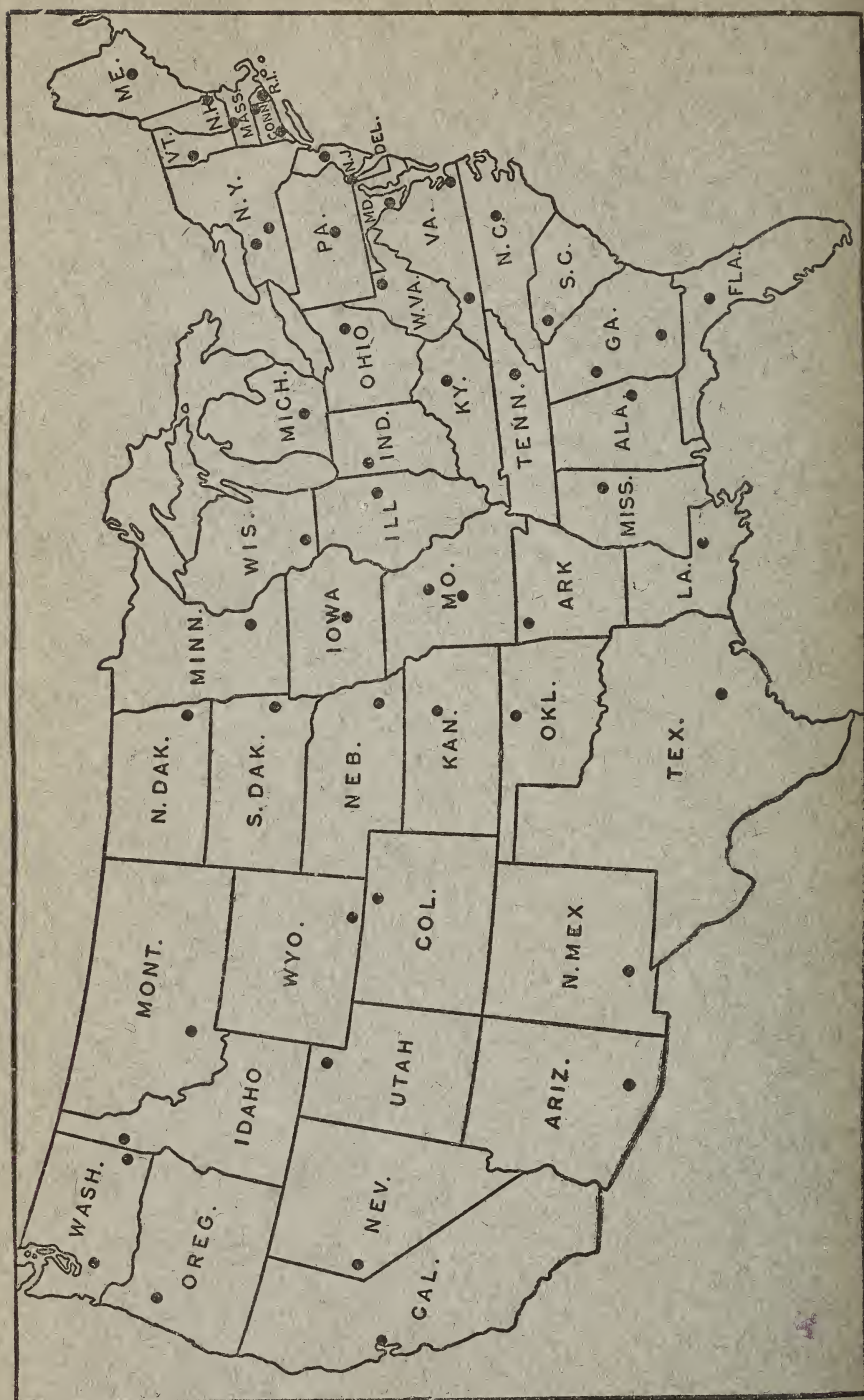 WASH.
OREG.
CAL.
NEV.
IDAHO
MONT.
WYO.
UTAH
ARIZ.
COL.
N.MEX
N. DAK.
S. DAK.
NEB.
KAN.
OKL.
TEX.
MINN.
IOWA
MO.
ARK
LA.
WIS.
ILL
MICH.
IND.
OHIO
KY.
TENN.
MISS.
ALA.
GA.
FLA.
S.C.
N.C.
VA.
W.VA.
MD.
DEL.
PA.
N.J.
N.Y.
VT.
N.H.
ME.
MASS.
CONN.
R.I.